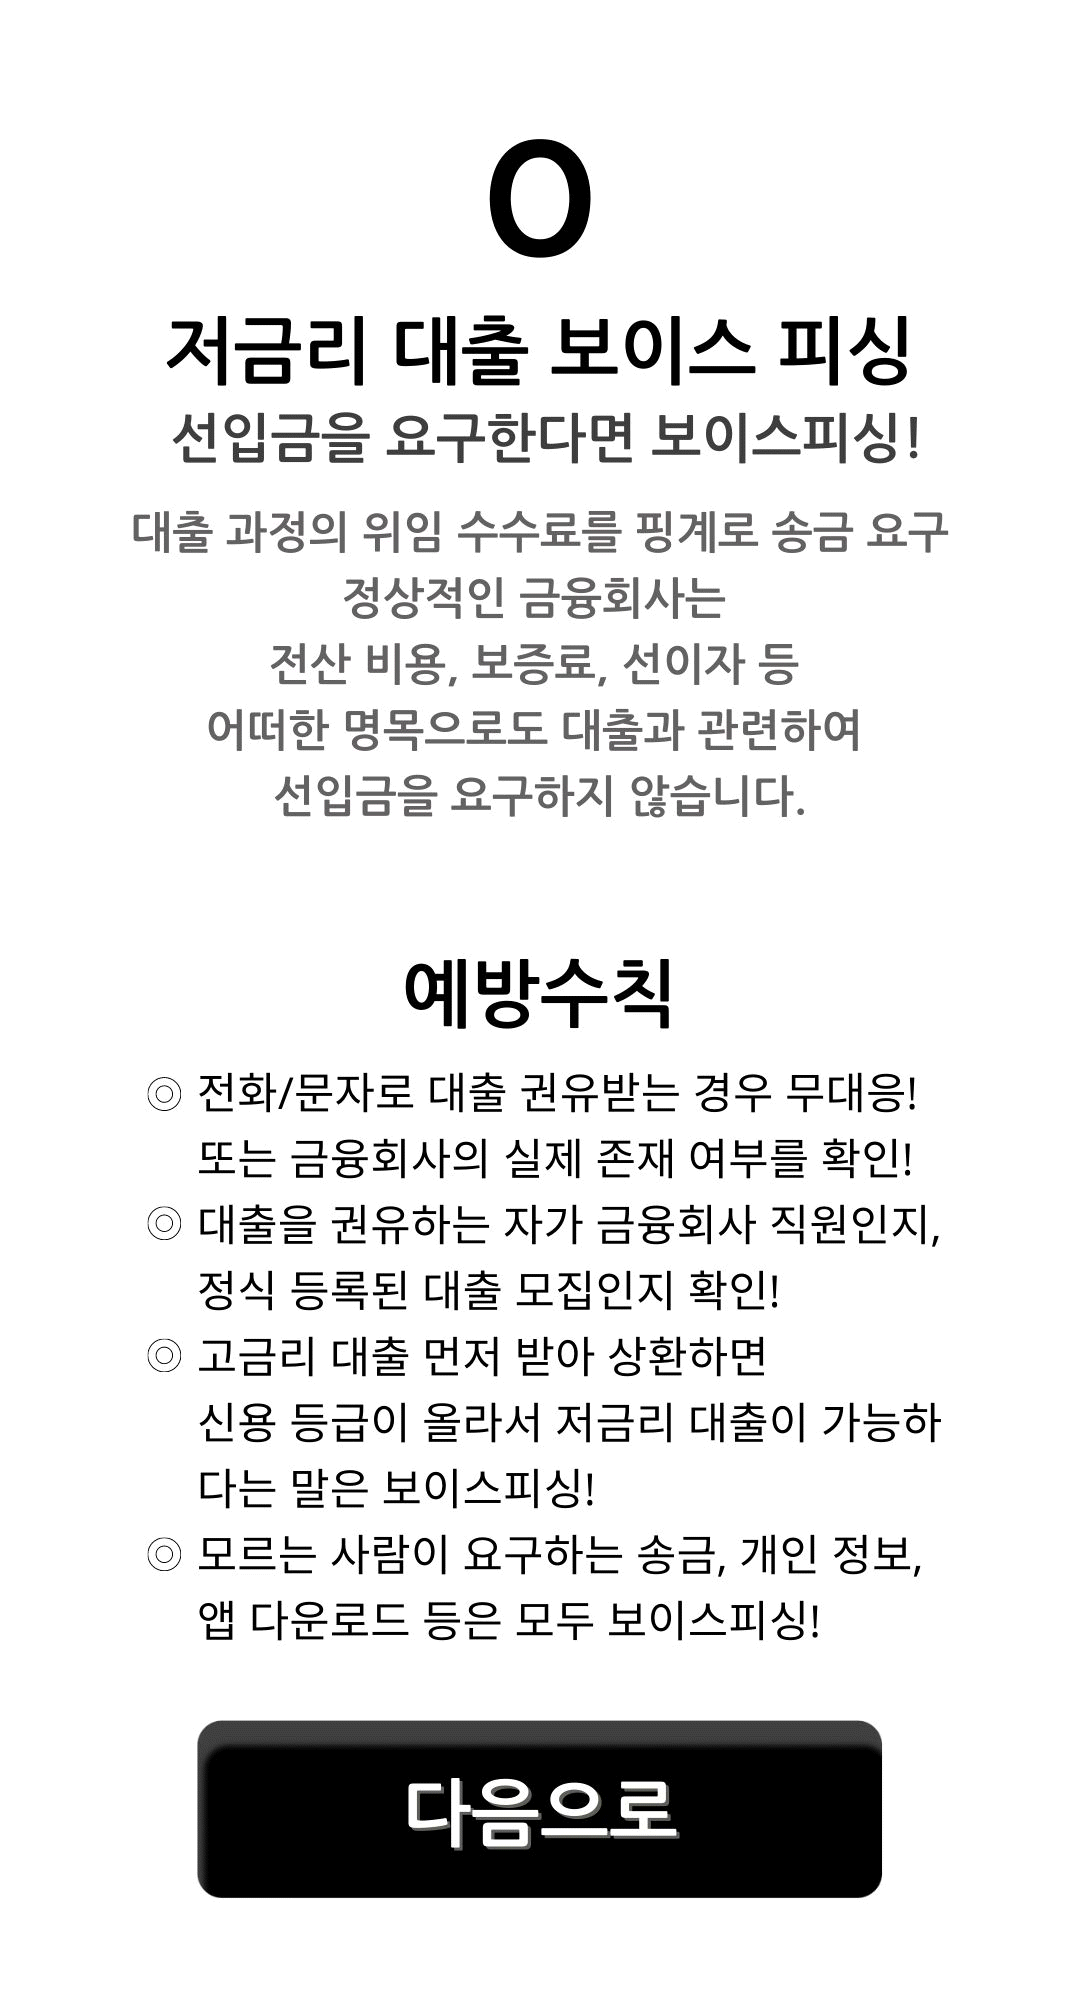 O
저금리 대출 보이스 피싱
선입금을 요구한다면 보이스피싱!
대출 과정의 위임 수수료를 핑계로 송금 요구
정상적인 금융회사는
전산 비용, 보증료, 선이자 등
어떠한 명목으로도 대출과 관련하여
선입금을 요구하지 않습니다.
예방수칙
◎ 전화/문자로 대출 권유받는 경우 무대응!
또는 금융회사의 실제 존재 여부를 확인!
◎ 대출을 권유하는 자가 금융회사 직원인지,
정식 등록된 대출 모집인지 확인!
◎ 고금리 대출 먼저 받아 상환하면
신용 등급이 올라서 저금리 대출이 가능하
다는 말은 보이스피싱!
◎ 모르는 사람이 요구하는 송금, 개인 정보,
앱 다운로드 등은 모두 보이스피싱!
다음으로